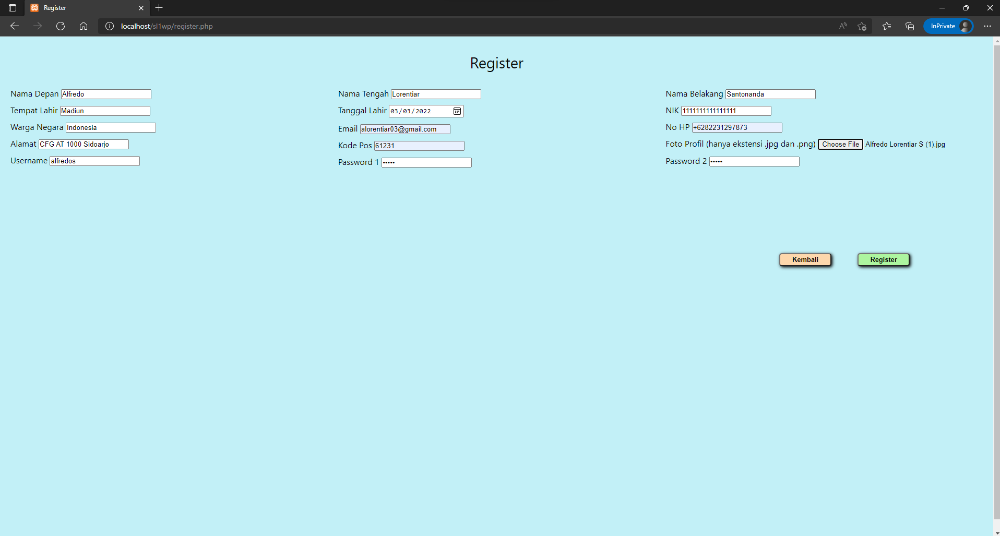 Register
localhost/sl1wp/register.php
InPrivate
Register
Nama Depan Alfredo
Nama Tengah Lorentiar
Nama Belakang Santonanda
Tempat Lahir Madiun
Tanggal Lahir 03/03/2022
NIK 1111111111111111
Warga Negara Indonesia
Email alorentiar03@gmail.com
No HP +6282231297873
Alamat CFG AT 1000 Sidoarjo
Kode Pos 61231
Foto Profil (hanya ekstensi .jpg dan .png) Choose File Alfredo Lorentiar S (1).jpg
Username alfredos
Password 1 •••••
Password 2 •••••
Kembali
Register